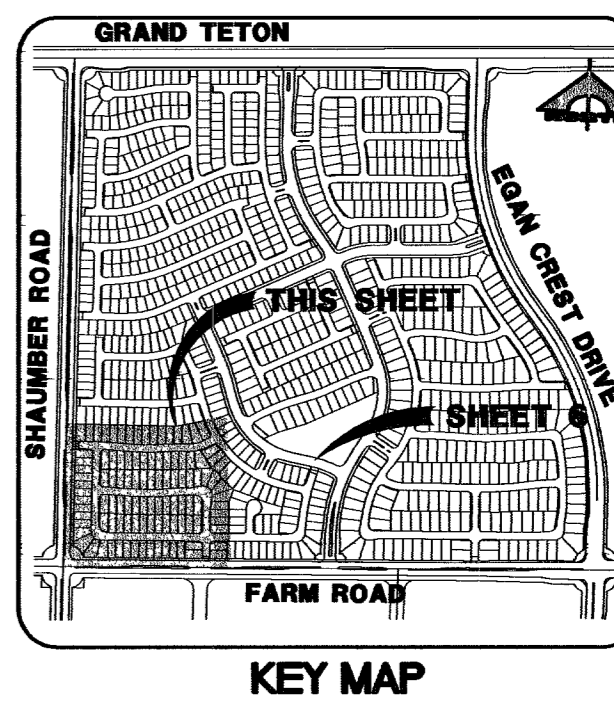 GRAND TETON
EGAN CREST DRIVE
SHAUMBER ROAD
THIS SHEET
SHEET 6
FARM ROAD
KEY MAP